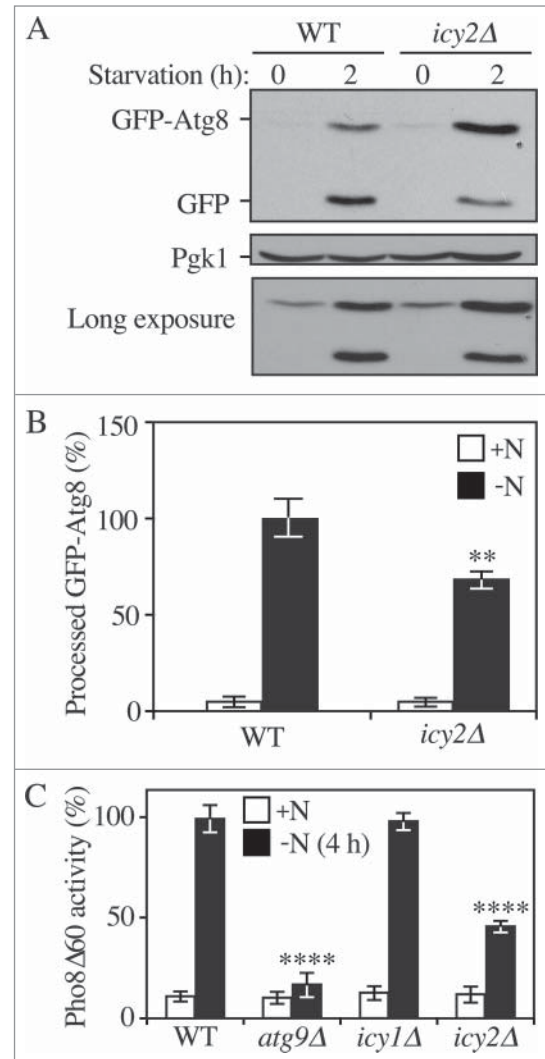 A
WT icy2Δ
Starvation (h): 0 2 0 2
GFP-Atg8
GFP
Pgk1
Long exposure
B
Processed GFP-Atg8 (%)
150
100
50
0
+N
-N
**
WT icy2Δ
C
Pho8Δ60 activity (%)
100
50
0
+N
-N (4 h)
****
****
WT atg9Δ icy1Δ icy2Δ